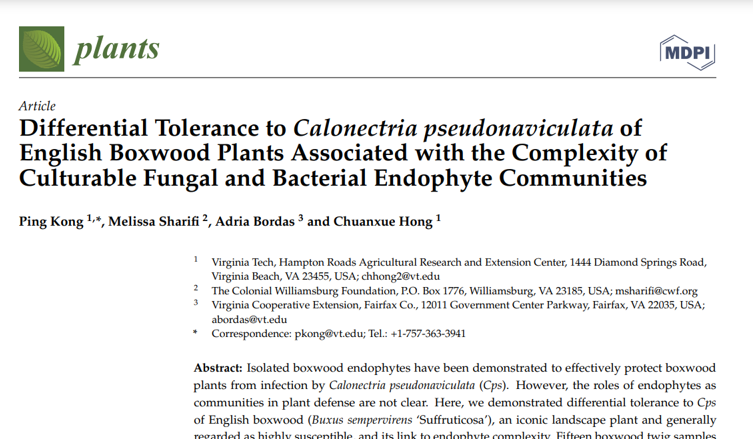 plants
MDPI
Article
Differential Tolerance to Calonectria pseudonaviculata of
English Boxwood Plants Associated with the Complexity of
Culturable Fungal and Bacterial Endophyte Communities
Ping Kong 1,*, Melissa Sharifi 2, Adria Bordas 3 and Chuanxue Hong 1
1 Virginia Tech, Hampton Roads Agricultural Research and Extension Center, 1444 Diamond Springs Road,
Virginia Beach, VA 23455, USA; chhong2@vt.edu
2 The Colonial Williamsburg Foundation, P.O. Box 1776, Williamsburg, VA 23185, USA; msharifi@cwf.org
3 Virginia Cooperative Extension, Fairfax Co., 12011 Government Center Parkway, Fairfax, VA 22035, USA;
abordas@vt.edu
* Correspondence: pkong@vt.edu; Tel.: +1-757-363-3941
Abstract: Isolated boxwood endophytes have been demonstrated to effectively protect boxwood
plants from infection by Calonectria pseudonaviculata (Cps). However, the roles of endophytes as
communities in plant defense are not clear. Here, we demonstrated differential tolerance to Cps
of English boxwood (Buxus sempervirens ‘Suffruticosa’), an iconic landscape plant and generally
regarded as highly susceptible, and its link to endophyte complexity. Fifteen boxwood twig samples